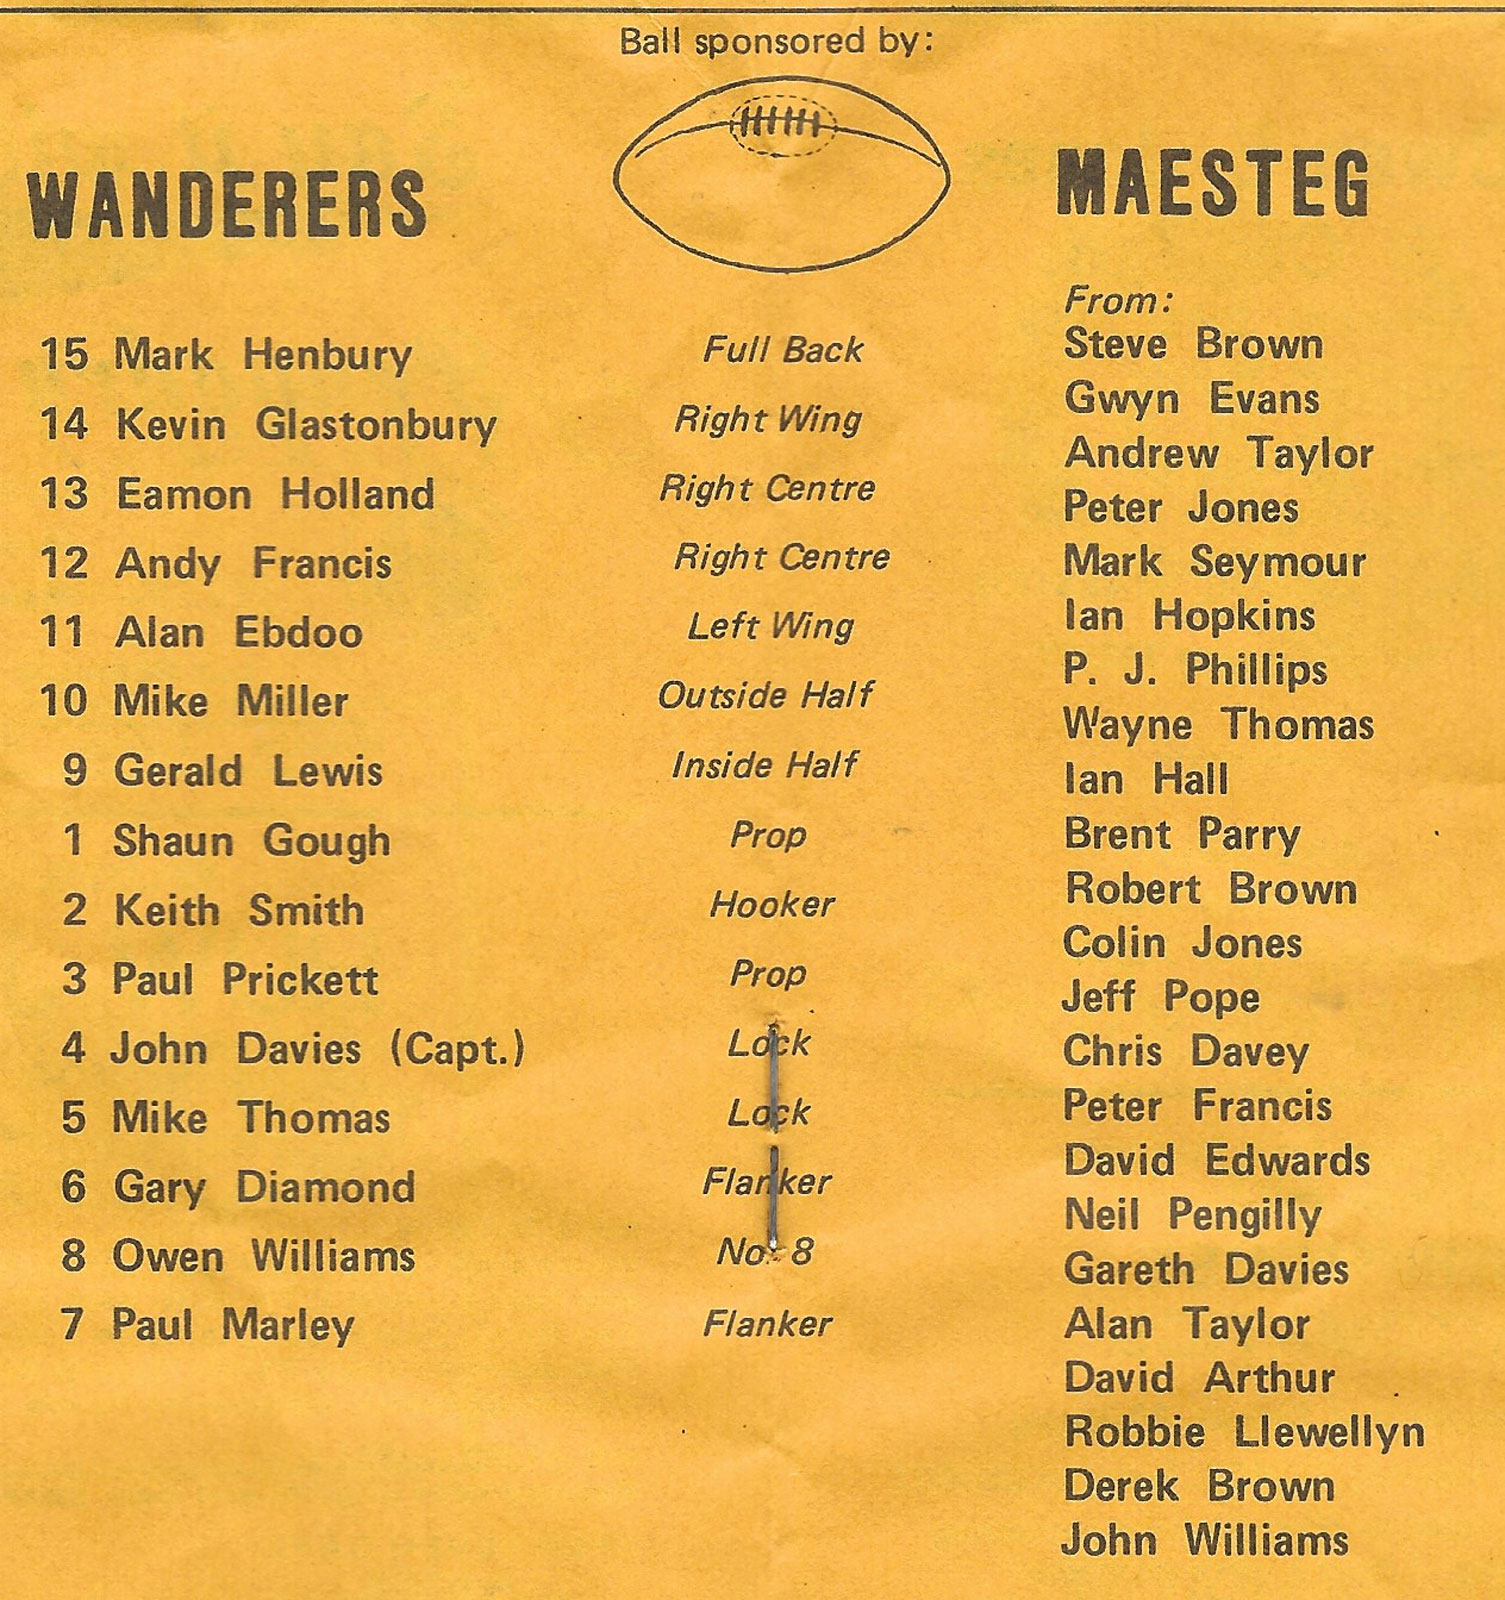 Ball sponsored by:
WANDERERS
15 Mark Henbury Full Back
14 Kevin Glastonbury Right Wing
13 Eamon Holland Right Centre
12 Andy Francis Right Centre
11 Alan Ebdoo Left Wing
10 Mike Miller Outside Half
9 Gerald Lewis Inside Half
1 Shaun Gough Prop
2 Keith Smith Hooker
3 Paul Prickett Prop
4 John Davies (Capt.) Lock
5 Mike Thomas Lock
6 Gary Diamond Flanker
8 Owen Williams No. 8
7 Paul Marley Flanker
MAESTEG
From:
Steve Brown
Gwyn Evans
Andrew Taylor
Peter Jones
Mark Seymour
Ian Hopkins
P. J. Phillips
Wayne Thomas
Ian Hall
Brent Parry
Robert Brown
Colin Jones
Jeff Pope
Chris Davey
Peter Francis
David Edwards
Neil Pengilly
Gareth Davies
Alan Taylor
David Arthur
Robbie Llewellyn
Derek Brown
John Williams